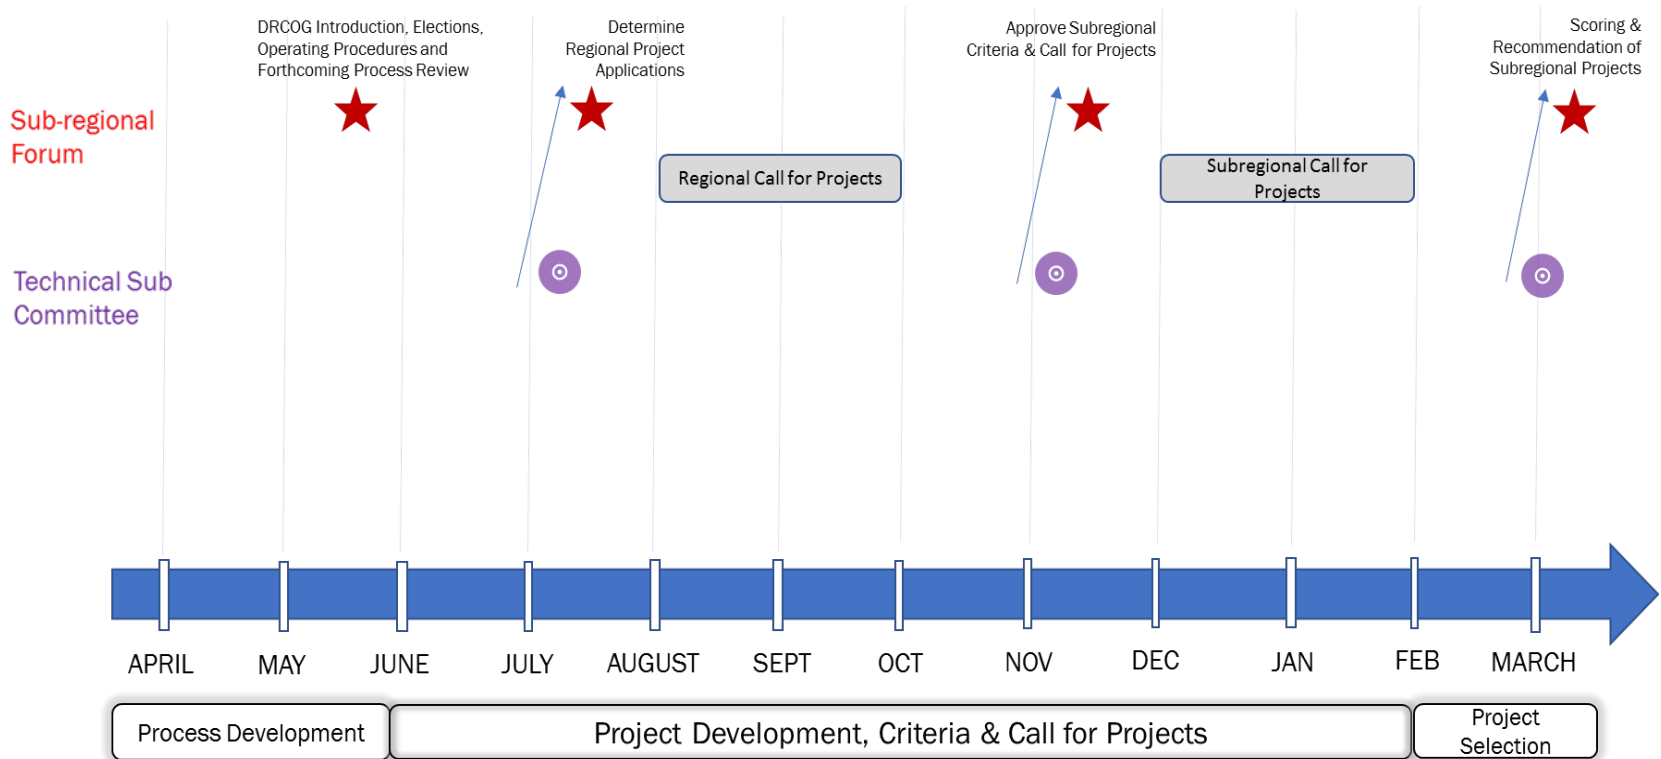 DRCOG Introduction, Elections,
Operating Procedures and
Forthcoming Process Review
Determine
Regional Project
Applications
Approve Subregional
Criteria & Call for Projects
Scoring &
Recommendation of
Subregional Projects
Sub-regional
Forum
Regional Call for Projects
Subregional Call for
Projects
Technical Sub
Committee
APRIL
MAY
JUNE
JULY
AUGUST
SEPT
OCT
NOV
DEC
JAN
FEB
MARCH
Process Development
Project Development, Criteria & Call for Projects
Project
Selection